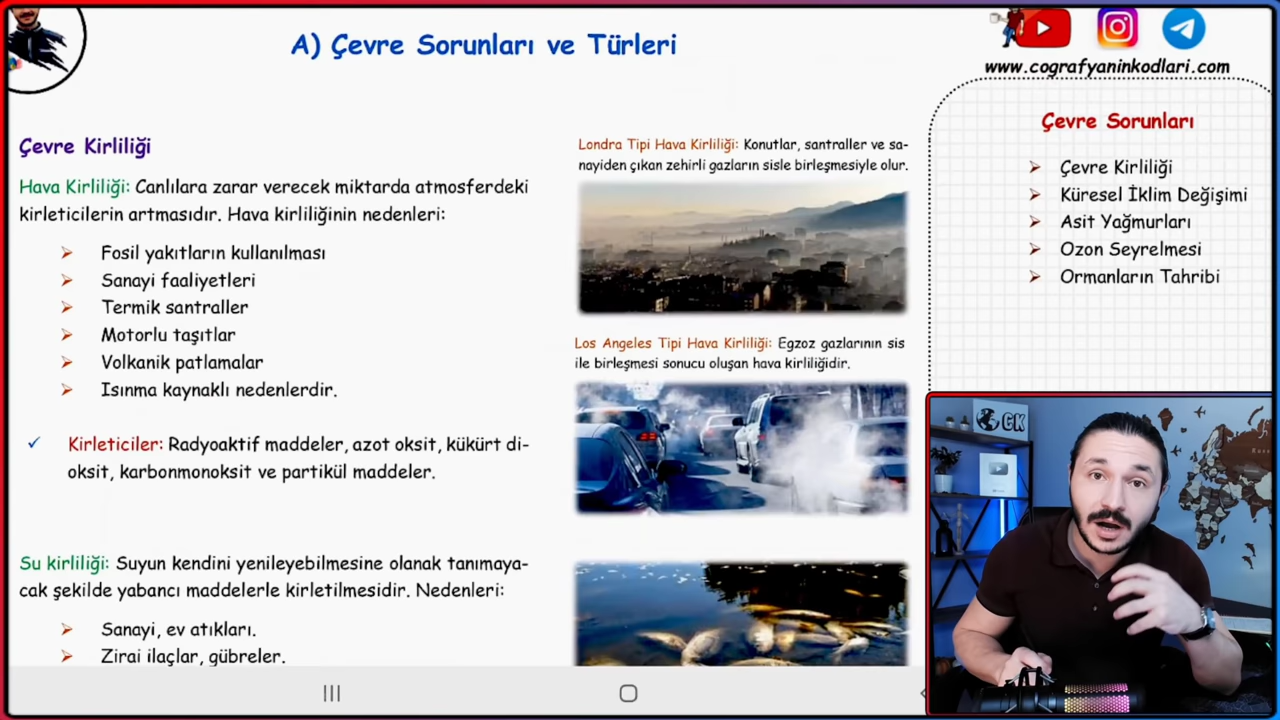 A) Çevre Sorunları ve Türleri
www.cografyaninkodlari.com
Çevre Kirliliği
Hava Kirliliği: Canlılara zarar verecek miktarda atmosferdeki
kirleticilerin artmasıdır. Hava kirliliğinin nedenleri:
Fosil yakıtların kullanılması
Sanayi faaliyetleri
Termik santraller
Motorlu taşıtlar
Volkanik patlamalar
Isınma kaynaklı nedenlerdir.
Kirleticiler: Radyoaktif maddeler, azot oksit, kükürt di-
oksit, karbonmonoksit ve partikül maddeler.
Su kirliliği: Suyun kendini yenileyebilmesine olanak tanımaya-
cak şekilde yabancı maddelerle kirletilmesidir. Nedenleri:
Sanayi, ev atıkları.
Zirai ilaçlar, gübreler.
Londra Tipi Hava Kirliliği: Konutlar, santraller ve sa-
nayiden çıkan zehirli gazların sisle birleşmesiyle olur.
Los Angeles Tipi Hava Kirliliği: Egzoz gazlarının sis
ile birleşmesi sonucu oluşan hava kirliliğidir.
Çevre Sorunları
Çevre Kirliliği
Küresel İklim Değişimi
Asit Yağmurları
Ozon Seyrelmesi
Ormanların Tahribi
CK